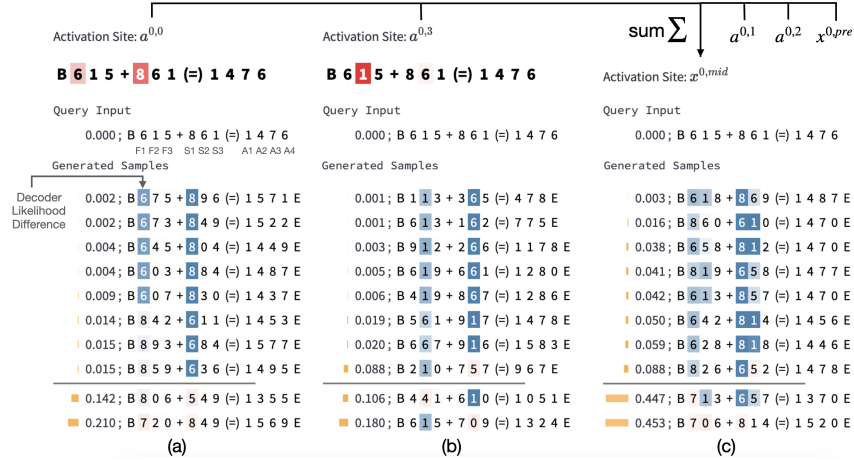 sum Σ
a^{0,1} a^{0,2} x^{0,pre}
Activation Site: a^{0,0}
B 6 1 5 + 8 6 1 (=) 1 4 7 6
Query Input
0.000; B 6 1 5 + 8 6 1 (=) 1 4 7 6
F1 F2 F3 S1 S2 S3 A1 A2 A3 A4
Generated Samples
Decoder
Likelihood
Difference
0.002; B 6 7 5 + 8 9 6 (=) 1 5 7 1 E
0.002; B 6 7 3 + 8 4 9 (=) 1 5 2 2 E
0.004; B 6 4 5 + 8 0 4 (=) 1 4 4 9 E
0.004; B 6 0 3 + 8 8 4 (=) 1 4 8 7 E
0.009; B 6 0 7 + 8 3 0 (=) 1 4 3 7 E
0.014; B 8 4 2 + 6 1 1 (=) 1 4 5 3 E
0.015; B 8 9 3 + 6 8 4 (=) 1 5 7 7 E
0.015; B 8 5 9 + 6 3 6 (=) 1 4 9 5 E
0.142; B 8 0 6 + 5 4 9 (=) 1 3 5 5 E
0.210; B 7 2 0 + 8 4 9 (=) 1 5 6 9 E
(a)
Activation Site: a^{0,3}
B 6 1 5 + 8 6 1 (=) 1 4 7 6
Query Input
0.000; B 6 1 5 + 8 6 1 (=) 1 4 7 6
Generated Samples
0.001; B 1 1 3 + 3 6 5 (=) 4 7 8 E
0.001; B 6 1 3 + 1 6 2 (=) 7 7 5 E
0.003; B 9 1 2 + 2 6 6 (=) 1 1 7 8 E
0.005; B 6 1 9 + 6 6 1 (=) 1 2 8 0 E
0.006; B 4 1 9 + 8 6 7 (=) 1 2 8 6 E
0.019; B 5 6 1 + 9 1 7 (=) 1 4 7 8 E
0.020; B 6 6 7 + 9 1 6 (=) 1 5 8 3 E
0.088; B 2 1 0 + 7 5 7 (=) 9 6 7 E
0.106; B 4 4 1 + 6 1 0 (=) 1 0 5 1 E
0.180; B 6 1 5 + 7 0 9 (=) 1 3 2 4 E
(b)
Activation Site: x^{0,mid}
Query Input
0.000; B 6 1 5 + 8 6 1 (=) 1 4 7 6
Generated Samples
0.003; B 6 1 8 + 8 6 9 (=) 1 4 8 7 E
0.016; B 8 6 0 + 6 1 0 (=) 1 4 7 0 E
0.038; B 6 5 8 + 8 1 2 (=) 1 4 7 0 E
0.041; B 8 1 9 + 6 5 8 (=) 1 4 7 7 E
0.042; B 6 1 3 + 8 5 7 (=) 1 4 7 0 E
0.050; B 6 4 2 + 8 1 4 (=) 1 4 5 6 E
0.059; B 6 2 8 + 8 1 8 (=) 1 4 4 6 E
0.088; B 8 2 6 + 6 5 2 (=) 1 4 7 8 E
0.447; B 7 1 3 + 6 5 7 (=) 1 3 7 0 E
0.453; B 7 0 6 + 8 1 4 (=) 1 5 2 0 E
(c)